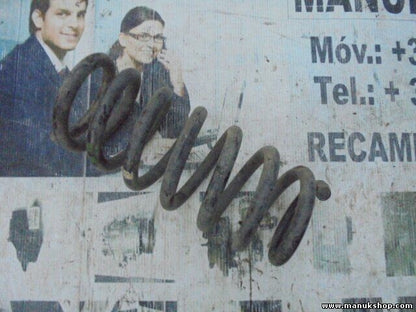 Móv.: +3
Tel.: + 3
RECAM
www.manukshop.com